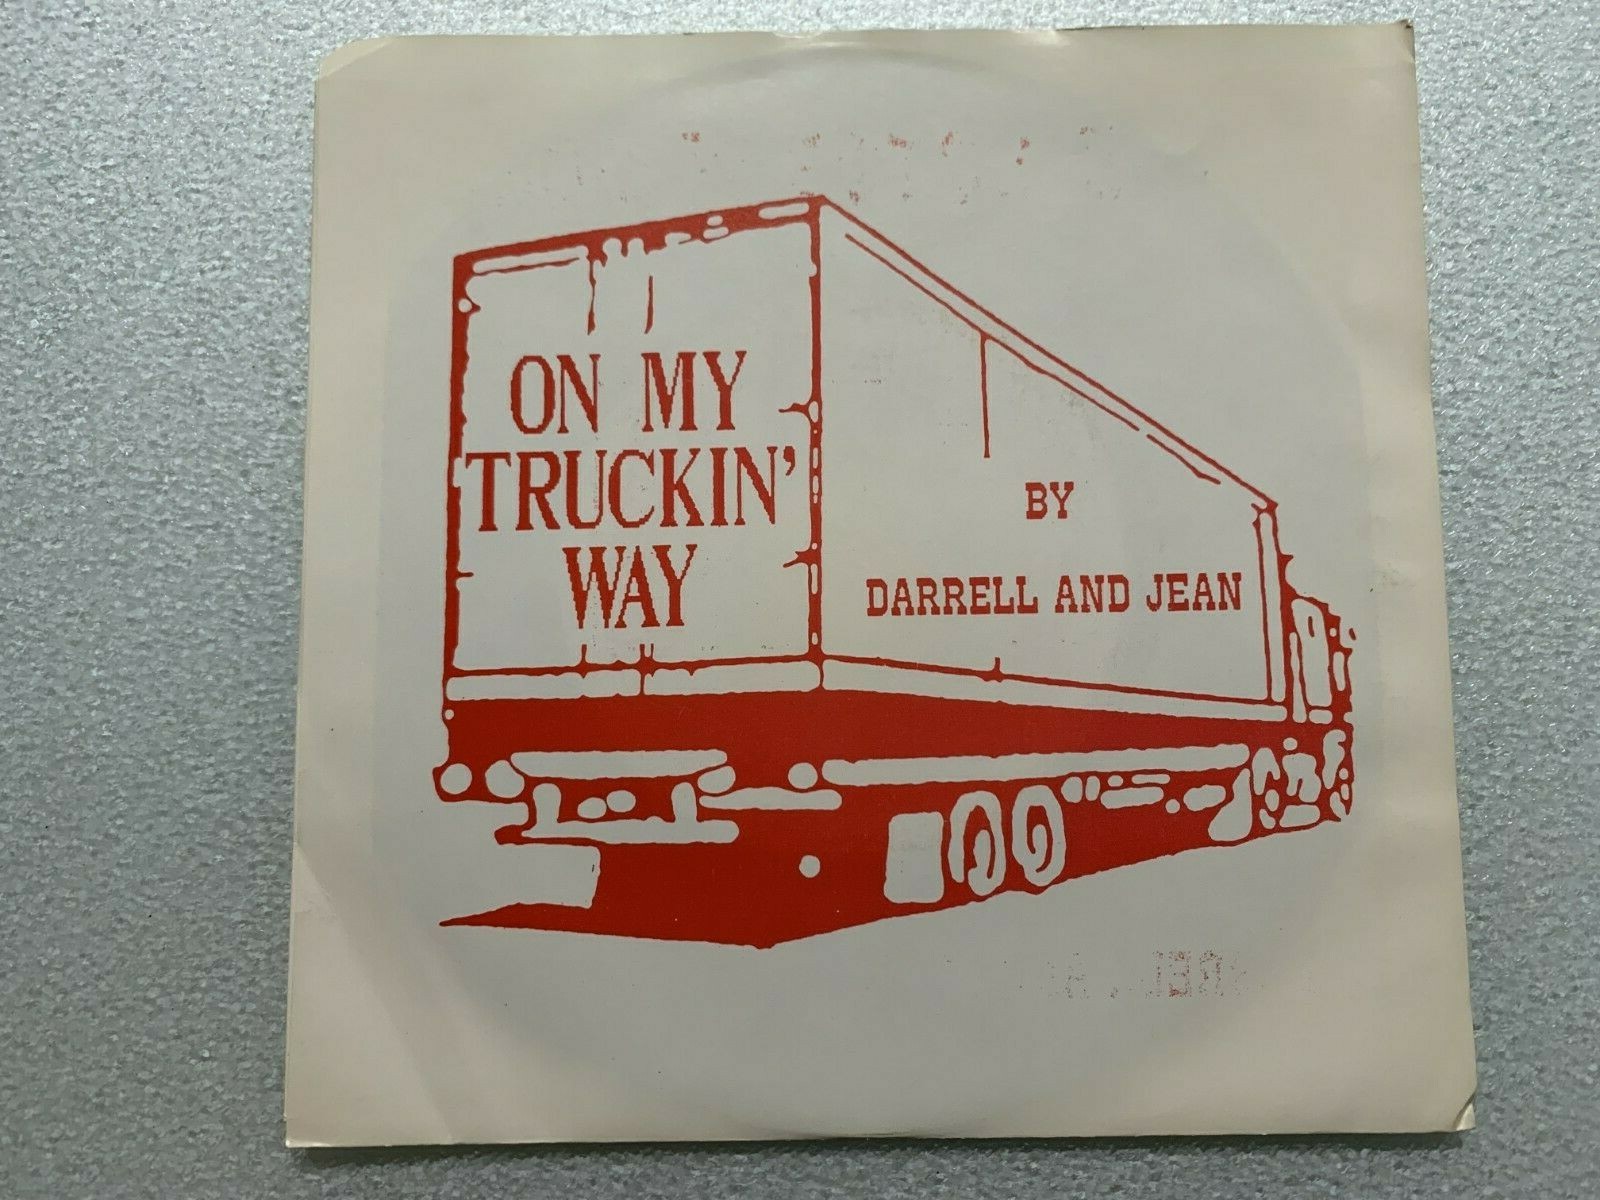 ON MY
TRUCKIN'
WAY
BY
DARRELL AND JEAN